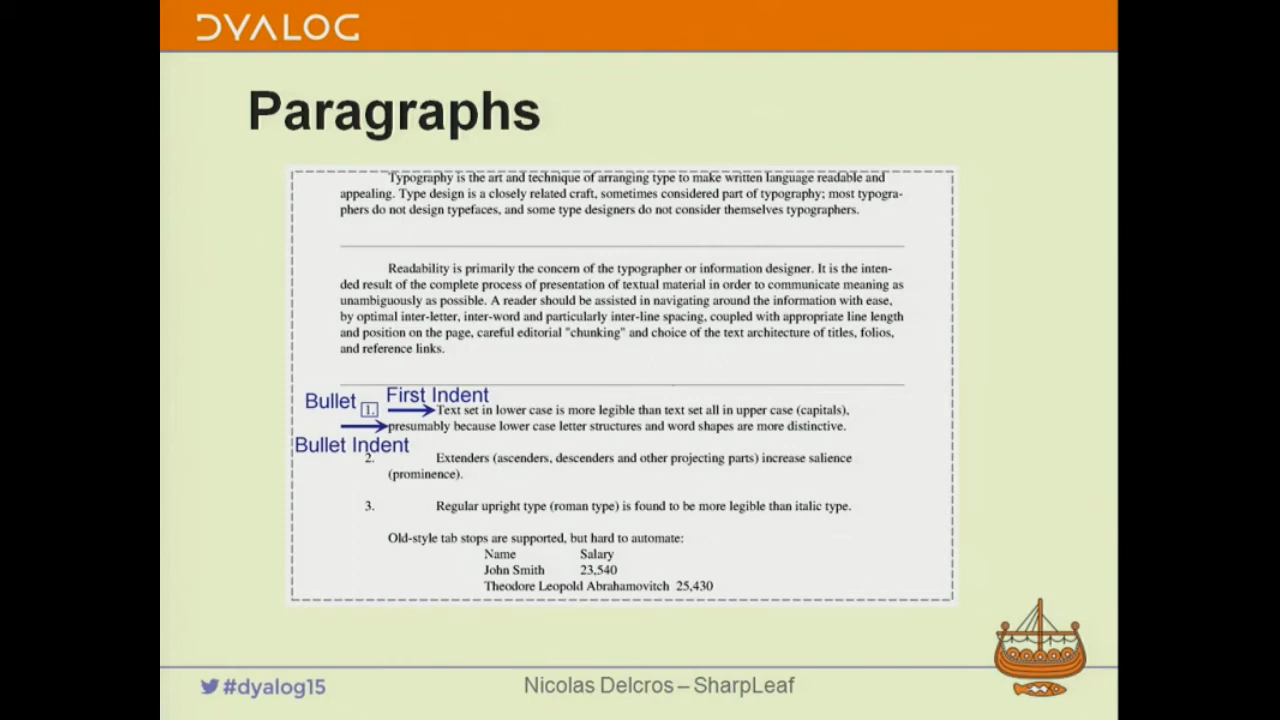 DYALOG
Paragraphs
Typography is the art and technique of arranging type to make written language readable and
appealing. Type design is a closely related craft, sometimes considered part of typography; most typogra-
phers do not design typefaces, and some type designers do not consider themselves typographers.
Readability is primarily the concern of the typographer or information designer. It is the inten-
ded result of the complete process of presentation of textual material in order to communicate meaning as
unambiguously as possible. A reader should be assisted in navigating around the information with ease,
by optimal inter-letter, inter-word and particularly inter-line spacing, coupled with appropriate line length
and position on the page, careful editorial "chunking" and choice of the text architecture of titles, folios,
and reference links.
Bullet First Indent
1. Text set in lower case is more legible than text set all in upper case (capitals),
presumably because lower case letter structures and word shapes are more distinctive.
Bullet Indent
2. Extenders (ascenders, descenders and other projecting parts) increase salience
(prominence).
3. Regular upright type (roman type) is found to be more legible than italic type.
Old-style tab stops are supported, but hard to automate:
Name Salary
John Smith 23,540
Theodore Leopold Abrahamovitch 25,430
#dyalog15
Nicolas Delcros – SharpLeaf